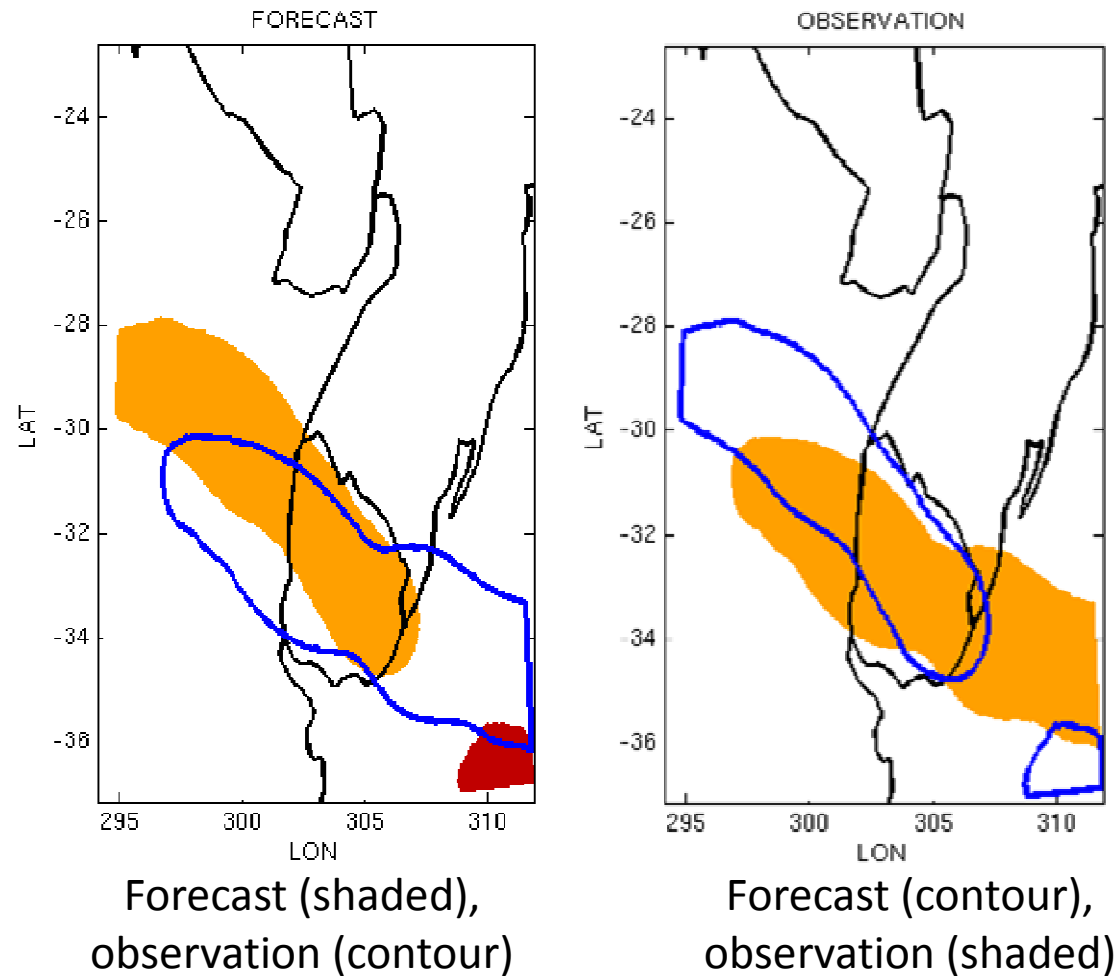 FORECAST
-24
-26
-28
-30
-32
-34
-36
LAT
295 300 305 310
LON
Forecast (shaded),
observation (contour)
OBSERVATION
-24
-26
-28
-30
-32
-34
-36
LAT
295 300 305 310
LON
Forecast (contour),
observation (shaded)